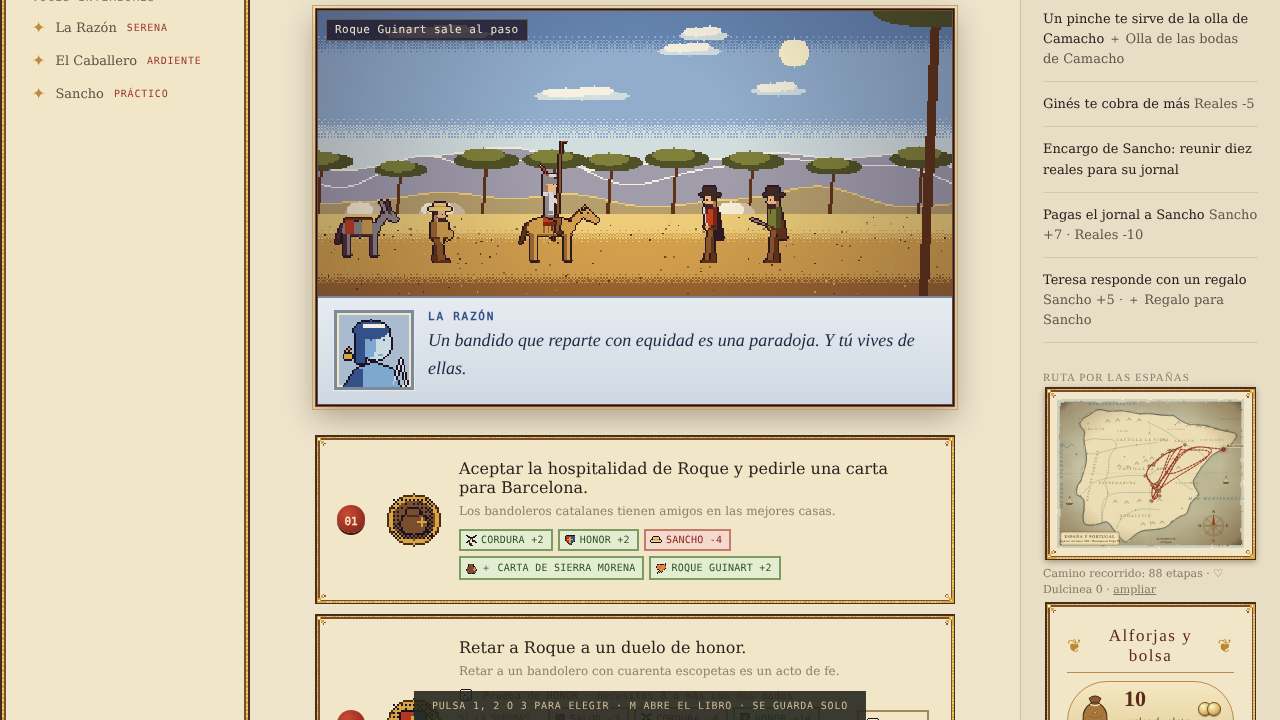 La Razón SERENA
El Caballero ARDIENTE
Sancho PRÁCTICO
Roque Guinart sale al paso
LA RAZÓN
Un bandido que reparte con equidad es una paradoja. Y tú vives de
ellas.
01
Aceptar la hospitalidad de Roque y pedirle una carta
para Barcelona.
Los bandoleros catalanes tienen amigos en las mejores casas.
CORDURA +2 HONOR +2 SANCHO -4
+ CARTA DE SIERRA MORENA ROQUE GUINART +2
Retar a Roque a un duelo de honor.
Retar a un bandolero con cuarenta escopetas es un acto de fe.
PULSA 1, 2 O 3 PARA ELEGIR · M ABRE EL LIBRO · SE GUARDA SOLO
Un pinche te sirve de la olla de
Camacho + Olla de las bodas
de Camacho
Ginés te cobra de más Reales -5
Encargo de Sancho: reunir diez
reales para su jornal
Pagas el jornal a Sancho Sancho
+7 · Reales -10
Teresa responde con un regalo
Sancho +5 · + Regalo para
Sancho
RUTA POR LAS ESPAÑAS
ESPAÑA Y PORTUGAL
Camino recorrido: 88 etapas · ♡
Dulcinea 0 · ampliar
Alforjas y
bolsa
10